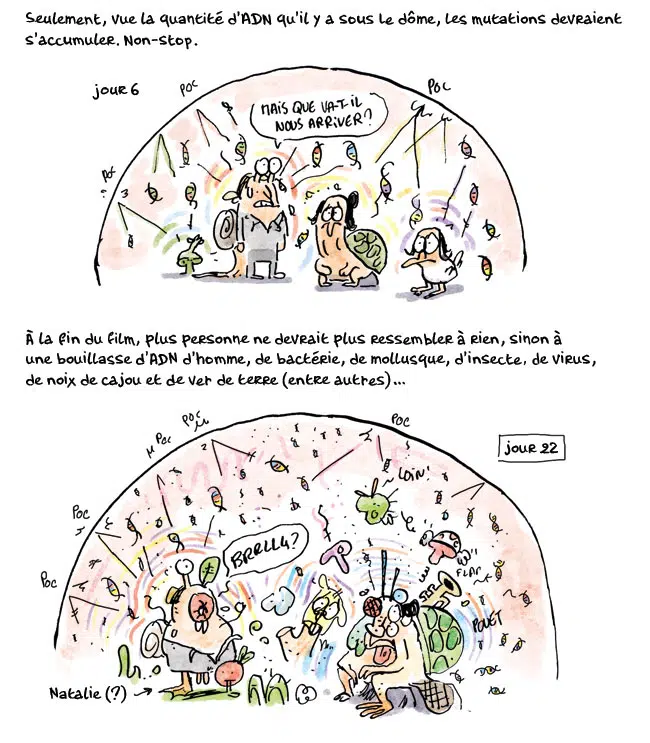 Seulement, vue la quantité d'ADN qu'il y a sous le dôme, les mutations devraient
s'accumuler. Non-stop.
jour 6
POC
POC
MAIS QUE VA-T-IL
NOUS ARRIVER?
Poc
À la fin du film, plus personne ne devrait plus ressembler à rien, sinon à
une bouillasse d'ADN d'homme, de bactérie, de mollusque, d'insecte, de virus,
de noix de cajou et de ver de terre (entre autres)...
POC
POC
POC
jour 22
LOIN!
POC
BRRLLG?
FLAP
POC
POUET
Natalie (?)